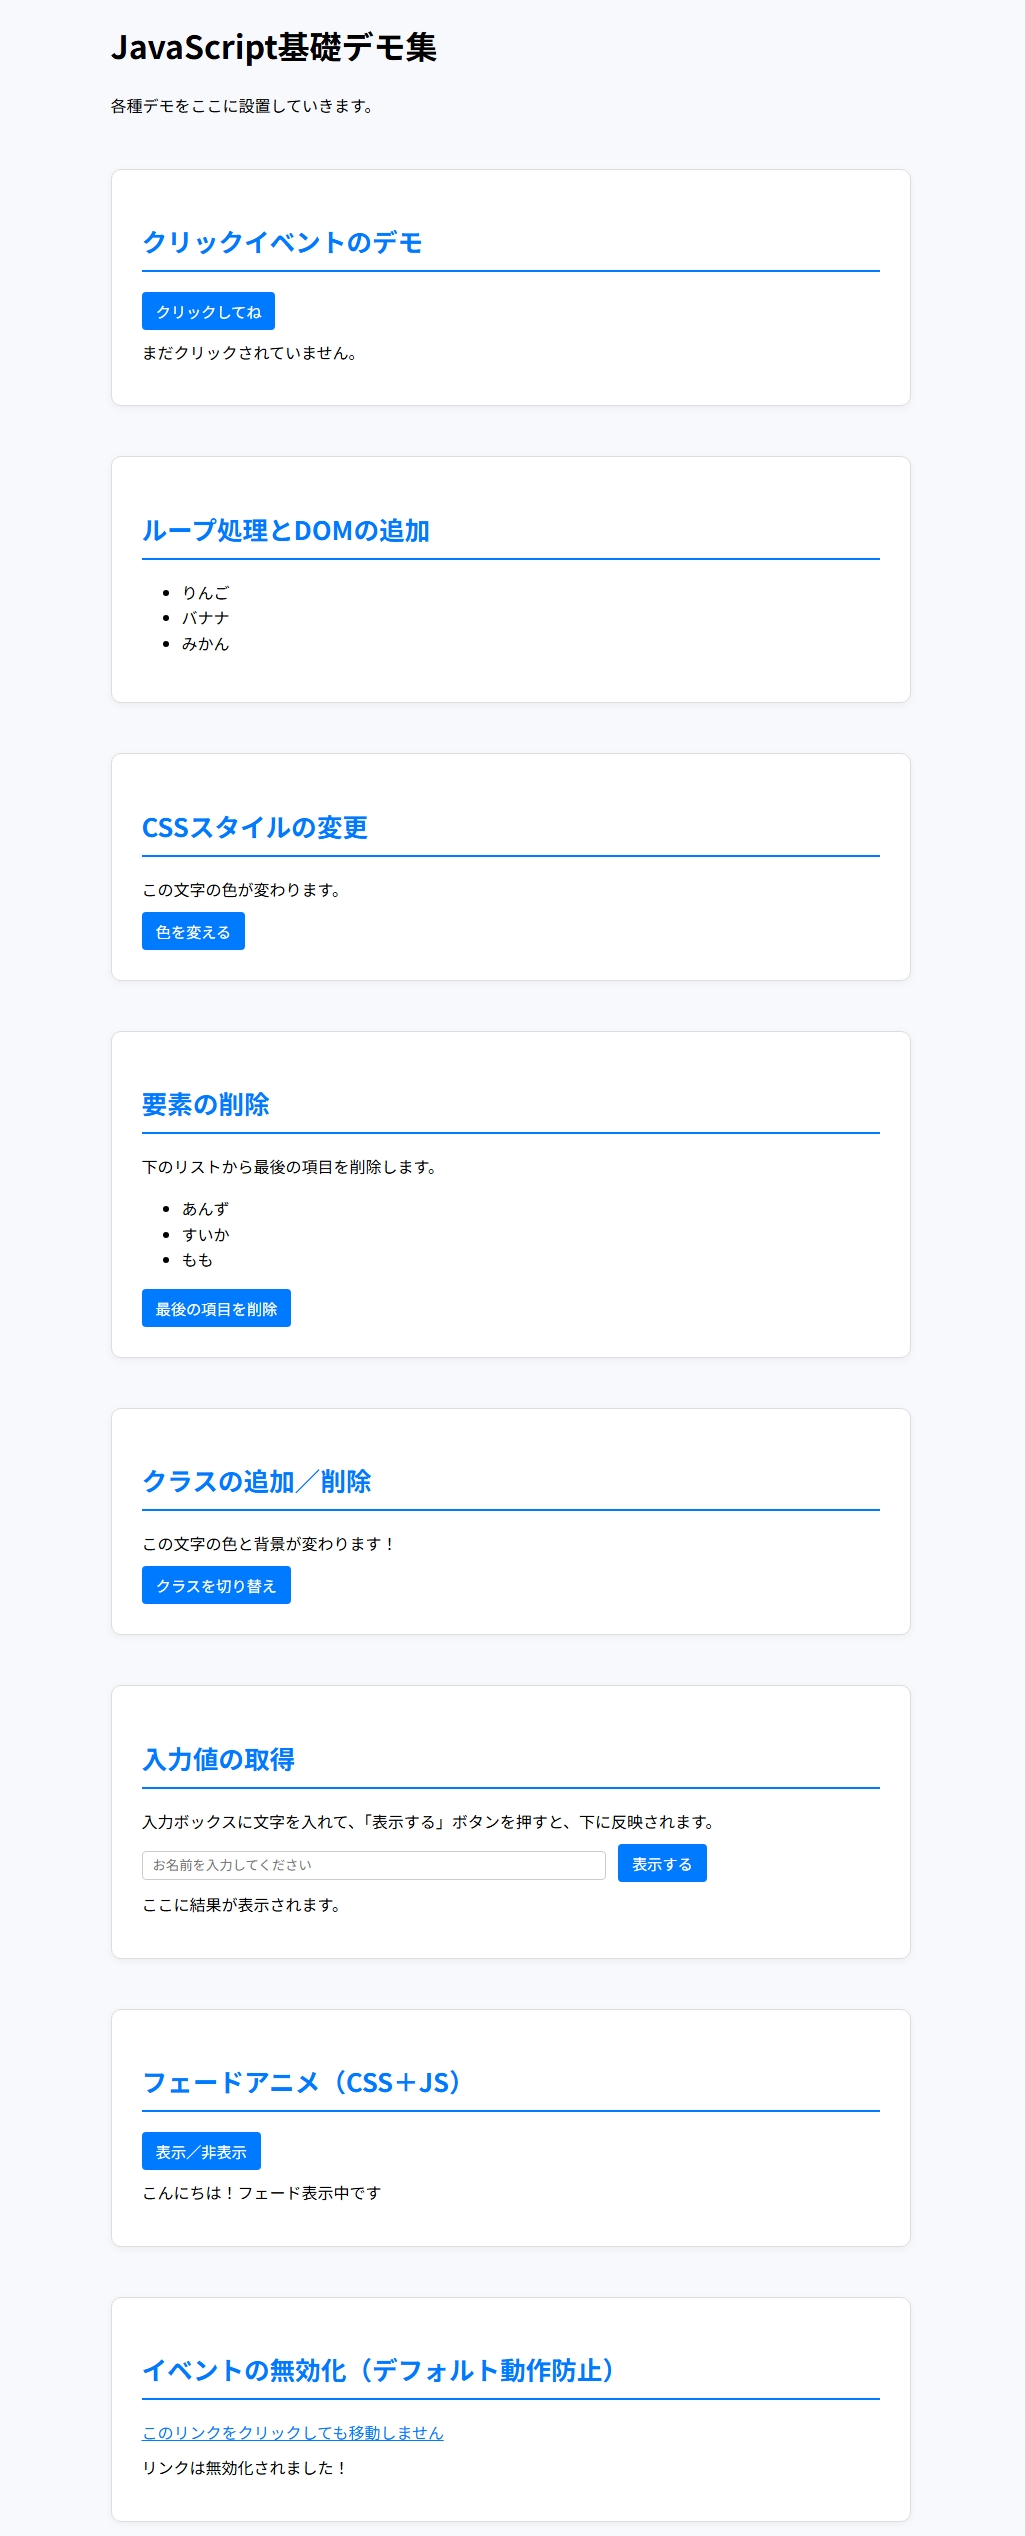 JavaScript基礎デモ集
各種デモをここに設置していきます。
クリックイベントのデモ
クリックしてね
まだクリックされていません。
ループ処理とDOMの追加
りんご
バナナ
みかん
CSSスタイルの変更
この文字の色が変わります。
色を変える
要素の削除
下のリストから最後の項目を削除します。
あんず
すいか
もも
最後の項目を削除
クラスの追加／削除
この文字の色と背景が変わります！
クラスを切り替え
入力値の取得
入力ボックスに文字を入れて、「表示する」ボタンを押すと、下に反映されます。
お名前を入力してください
表示する
ここに結果が表示されます。
フェードアニメ（CSS＋JS）
表示／非表示
こんにちは！フェード表示中です
イベントの無効化（デフォルト動作防止）
このリンクをクリックしても移動しません
リンクは無効化されました！